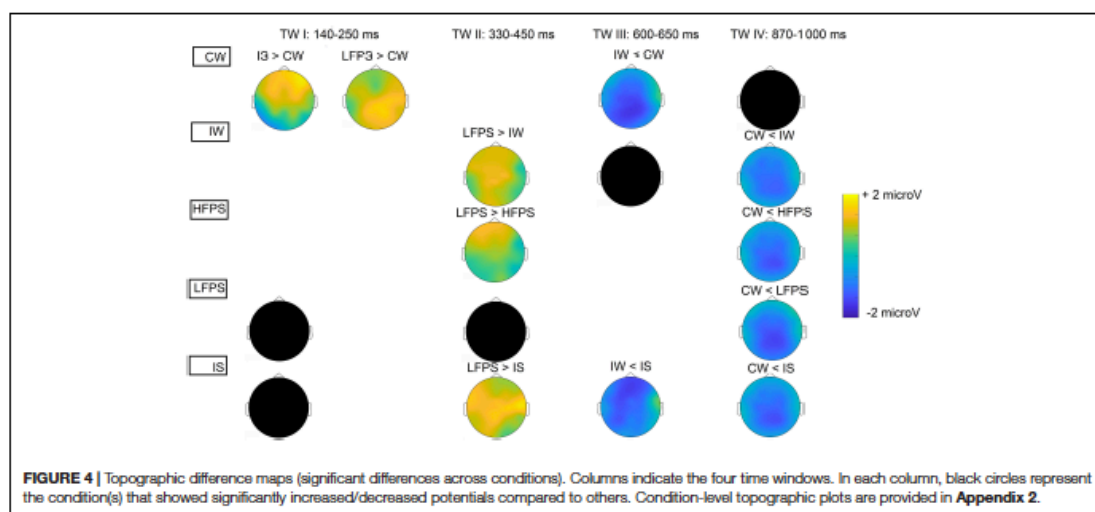 TW I: 140-250 ms TW II: 330-450 ms TW III: 600-650 ms TW IV: 870-1000 ms
CW I3 > CW LFP3 > CW IW < CW
IW LFPS > IW CW < IW
HFPS LFPS > HFPS CW < HFPS
+ 2 microV
LFPS CW < LFPS
-2 microV
IS LFPS > IS IW < IS CW < IS
FIGURE 4 | Topographic difference maps (significant differences across conditions). Columns indicate the four time windows. In each column, black circles represent
the condition(s) that showed significantly increased/decreased potentials compared to others. Condition-level topographic plots are provided in Appendix 2.